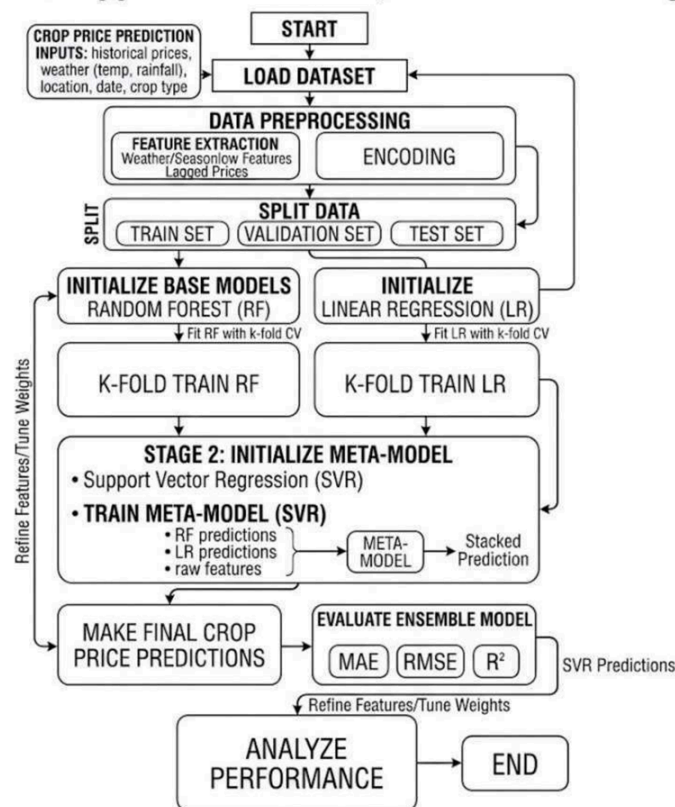 START
CROP PRICE PREDICTION
INPUTS: historical prices,
weather (temp, rainfall),
location, date, crop type
LOAD DATASET
DATA PREPROCESSING
FEATURE EXTRACTION
Weather/Seasonlow Features
Lagged Prices
ENCODING
SPLIT
SPLIT DATA
TRAIN SET
VALIDATION SET
TEST SET
INITIALIZE BASE MODELS
RANDOM FOREST (RF)
INITIALIZE
LINEAR REGRESSION (LR)
Fit RF with k-fold CV
Fit LR with k-fold CV
K-FOLD TRAIN RF
K-FOLD TRAIN LR
Refine Features/Tune Weights
STAGE 2: INITIALIZE META-MODEL
• Support Vector Regression (SVR)
• TRAIN META-MODEL (SVR)
• RF predictions
• LR predictions
• raw features
META-
MODEL
Stacked
Prediction
MAKE FINAL CROP
PRICE PREDICTIONS
EVALUATE ENSEMBLE MODEL
MAE
RMSE
R²
SVR Predictions
Refine Features/Tune Weights
ANALYZE
PERFORMANCE
END